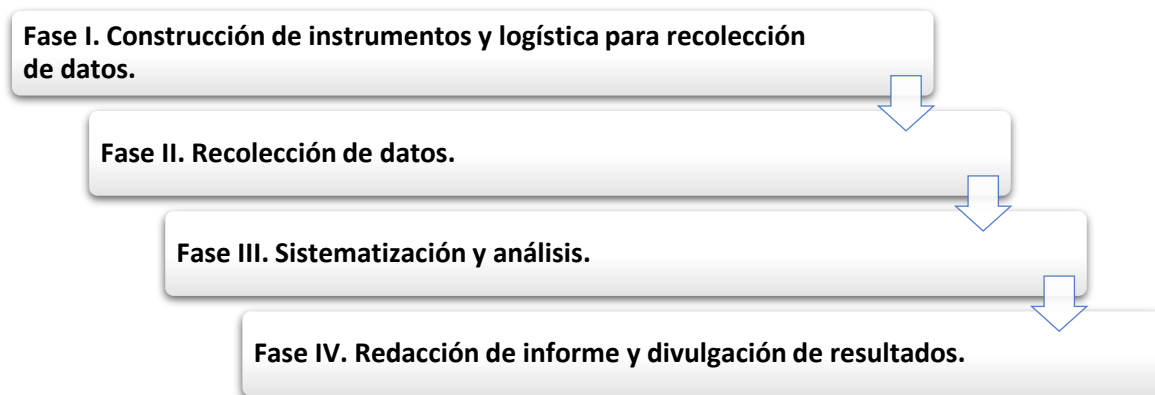 Fase I. Construcción de instrumentos y logística para recolección
de datos.
Fase II. Recolección de datos.
Fase III. Sistematización y análisis.
Fase IV. Redacción de informe y divulgación de resultados.